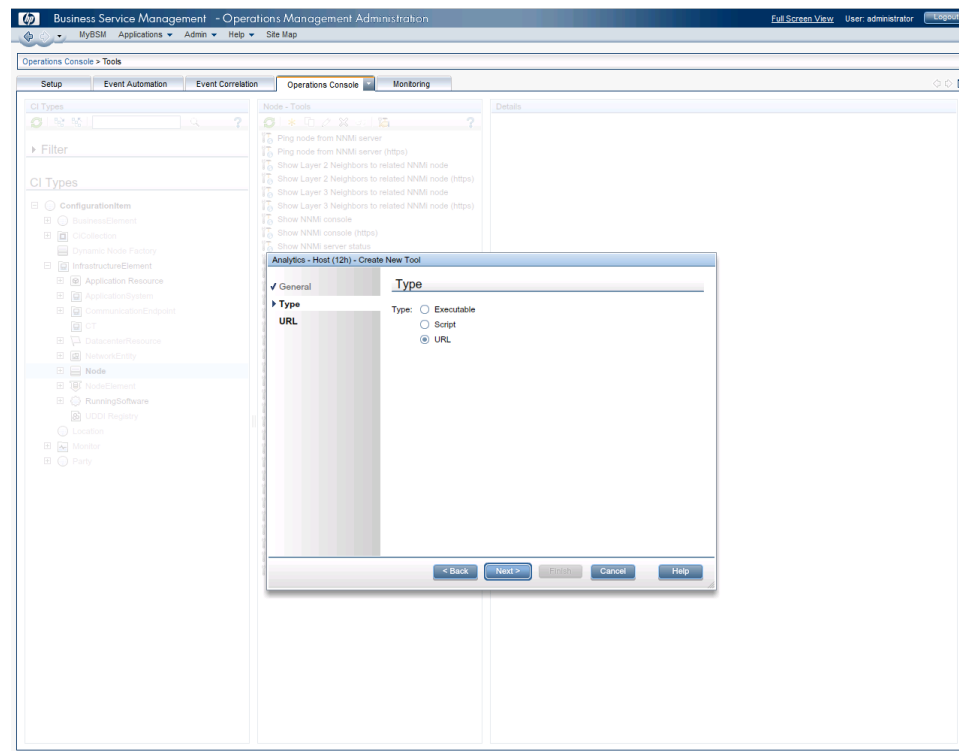 hp Business Service Management - Operations Management Administration Full Screen View User: administrator Logout
MyBSM Applications Admin Help Site Map
Operations Console > Tools
Setup Event Automation Event Correlation Operations Console Monitoring
CI Types
?
Filter
CI Types
ConfigurationItem
BusinessElement
CiCollection
Dynamic Node Factory
InfrastructureElement
Application Resource
ApplicationSystem
CommunicationEndpoint
CT
DatacenterResource
NetworkEntity
Node
NodeElement
RunningSoftware
UDDI Registry
Location
Monitor
Party
Node - Tools
?
Ping node from NNMi server
Ping node from NNMi server (https)
Show Layer 2 Neighbors to related NNMi node
Show Layer 2 Neighbors to related NNMi node (https)
Show Layer 3 Neighbors to related NNMi node
Show Layer 3 Neighbors to related NNMi node (https)
Show NNMi console
Show NNMi console (https)
Show NNMi server status
Details
Analytics - Host (12h) - Create New Tool
General
Type
URL
Type
Type: Executable
Script
URL
< Back Next > Finish Cancel Help